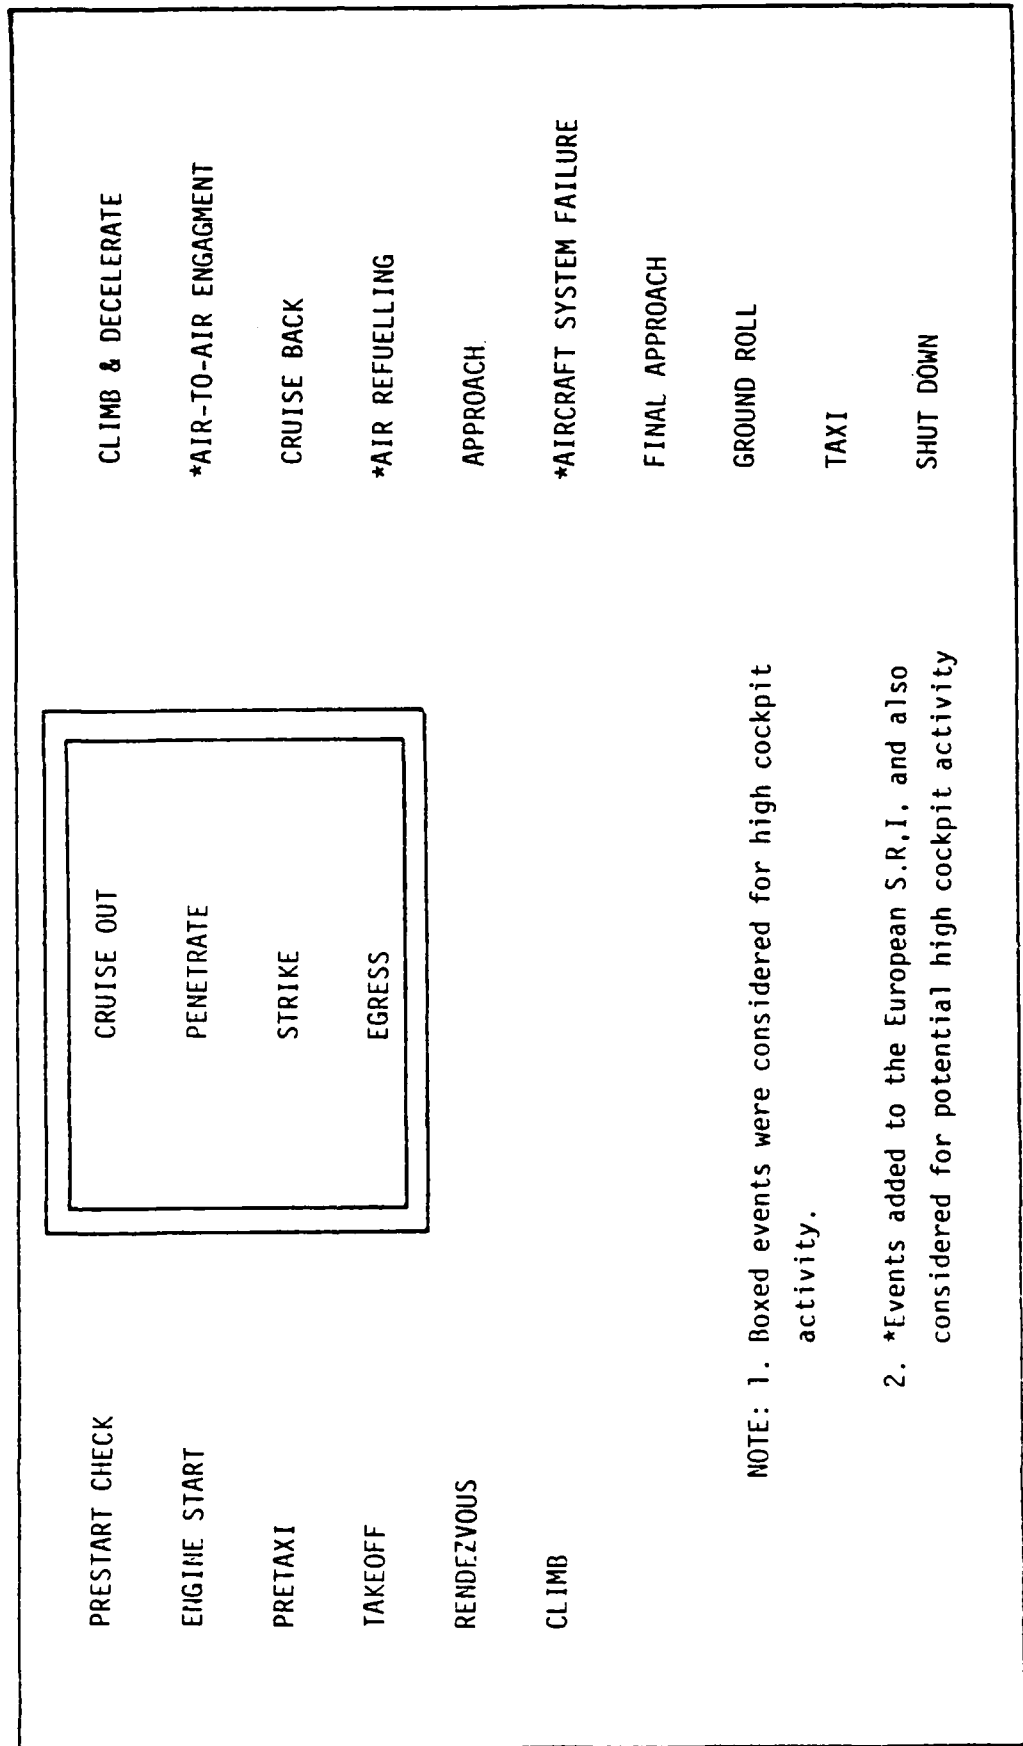 PRESTART CHECK
ENGINE START
PRETAXI
TAKEOFF
RENDEZVOUS
CLIMB
CRUISE OUT
PENETRATE
STRIKE
EGRESS
CLIMB & DECELERATE
*AIR-TO-AIR ENGAGMENT
CRUISE BACK
*AIR REFUELLING
APPROACH
*AIRCRAFT SYSTEM FAILURE
FINAL APPROACH
GROUND ROLL
TAXI
SHUT DOWN
NOTE: 1. Boxed events were considered for high cockpit
activity.
2. *Events added to the European S.R.I. and also
considered for potential high cockpit activity